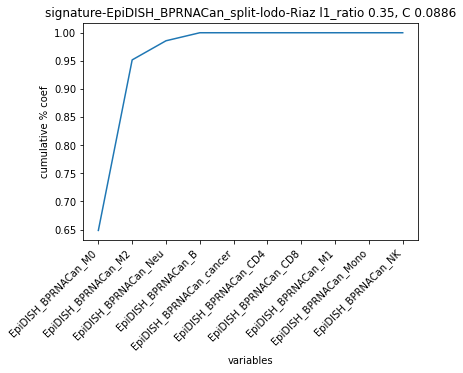 signature-EpiDISH_BPRNACan_split-lodo-Riaz l1_ratio 0.35, C 0.0886
1.00
0.95
0.90
0.85
0.80
0.75
0.70
0.65
cumulative % coef
EpiDISH_BPRNACan_M0
EpiDISH_BPRNACan_M2
EpiDISH_BPRNACan_Neu
EpiDISH_BPRNACan_B
EpiDISH_BPRNACan_cancer
EpiDISH_BPRNACan_CD4
EpiDISH_BPRNACan_CD8
EpiDISH_BPRNACan_M1
EpiDISH_BPRNACan_Mono
EpiDISH_BPRNACan_NK
variables